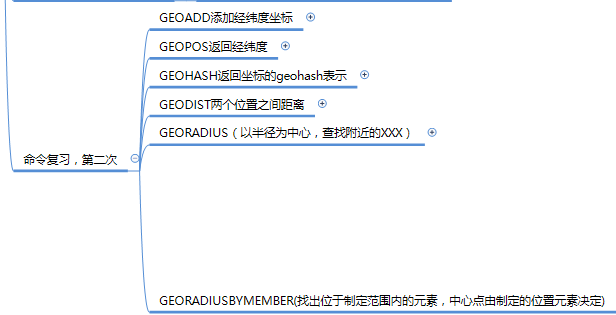 GEOADD添加经纬度坐标
GEOPOS返回经纬度
GEOHASH返回坐标的geohash表示
GEODIST两个位置之间距离
GEORADIUS（以半径为中心，查找附近的XXX）
命令复习，第二次
GEORADIUSBYMEMBER(找出位于制定范围内的元素，中心点由制定的位置元素决定)